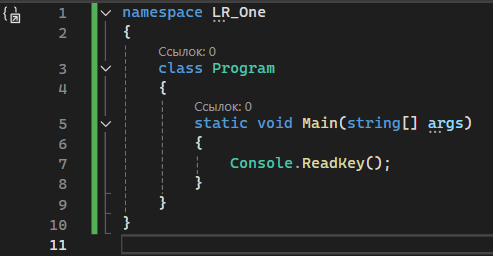 1 namespace LR_One
2 {
Ссылок: 0
3 class Program
4 {
Ссылок: 0
5 static void Main(string[] args)
6 {
7 Console.ReadKey();
8 }
9 }
10 }
11